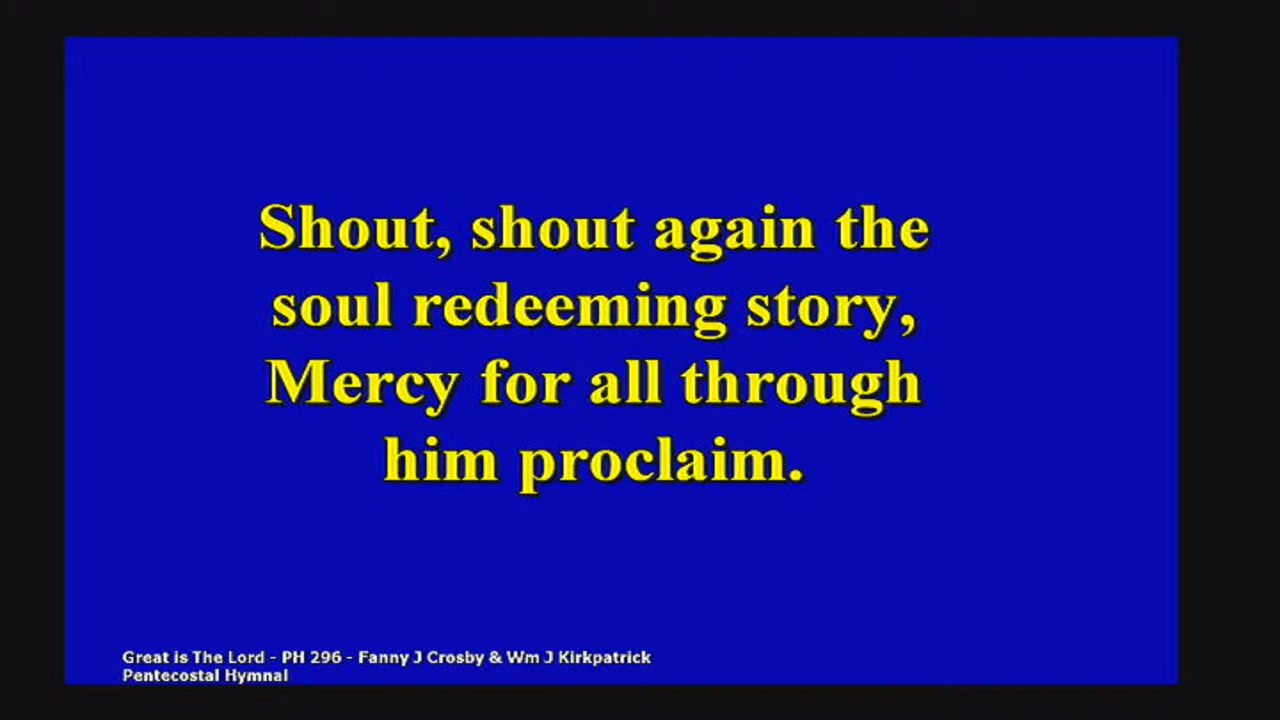 Shout, shout again the
soul redeeming story,
Mercy for all through
him proclaim.
Great is The Lord - PH 296 - Fanny J Crosby & Wm J Kirkpatrick
Pentecostal Hymnal